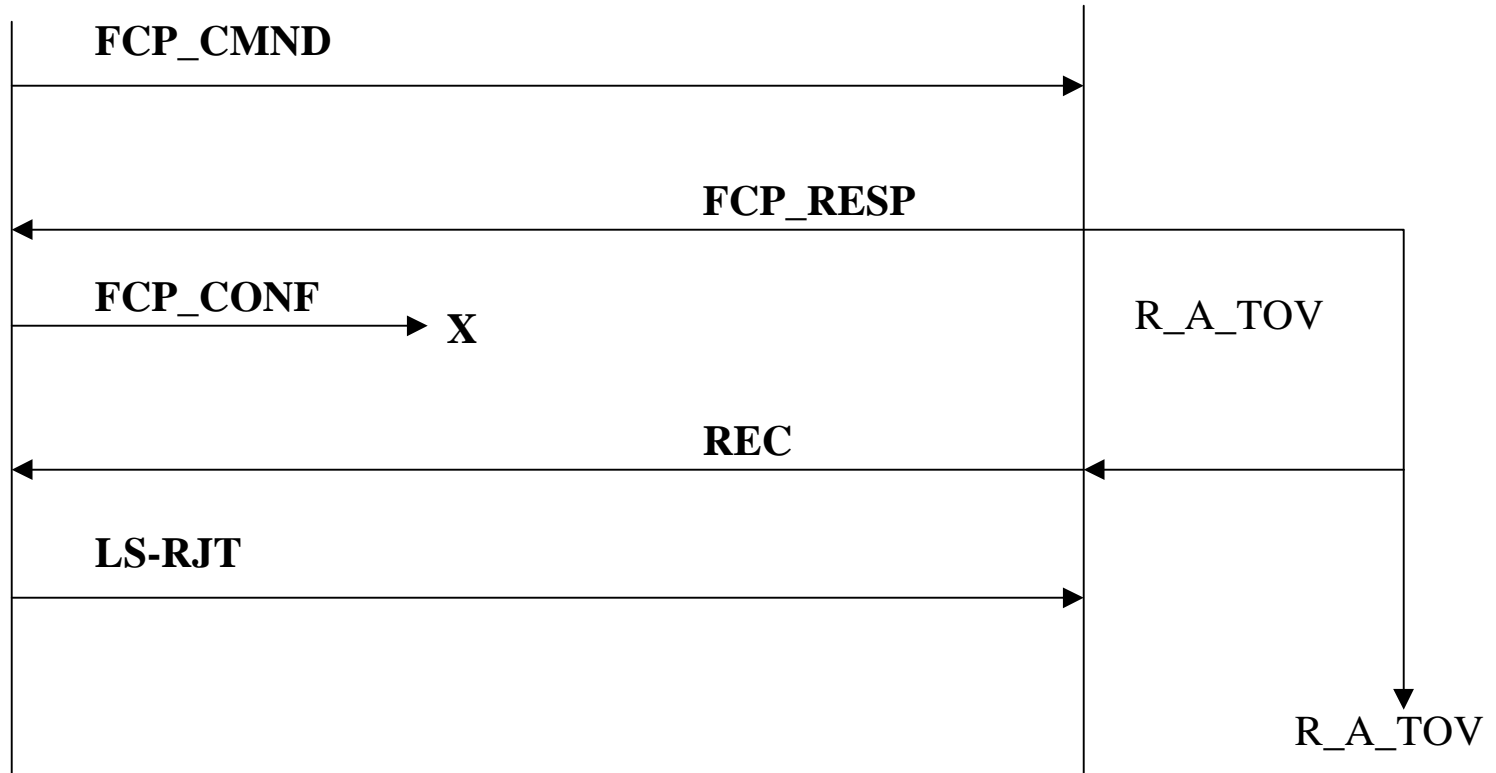 FCP_CMND
FCP_RESP
FCP_CONF
X
R_A_TOV
REC
LS-RJT
R_A_TOV